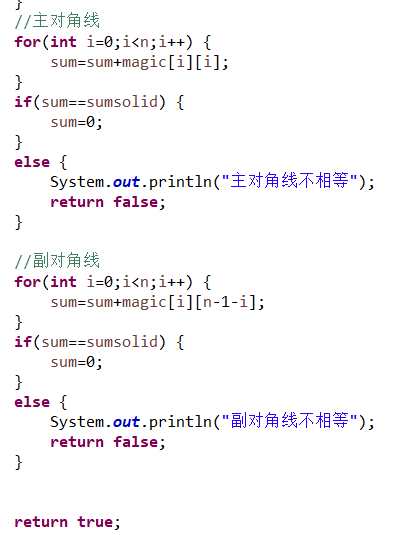 }
//主对角线
for(int i=0;i<n;i++) {
sum=sum+magic[i][i];
}
if(sum==sumsolid) {
sum=0;
}
else {
System.out.println("主对角线不相等");
return false;
}
//副对角线
for(int i=0;i<n;i++) {
sum=sum+magic[i][n-1-i];
}
if(sum==sumsolid) {
sum=0;
}
else {
System.out.println("副对角线不相等");
return false;
}
return true;